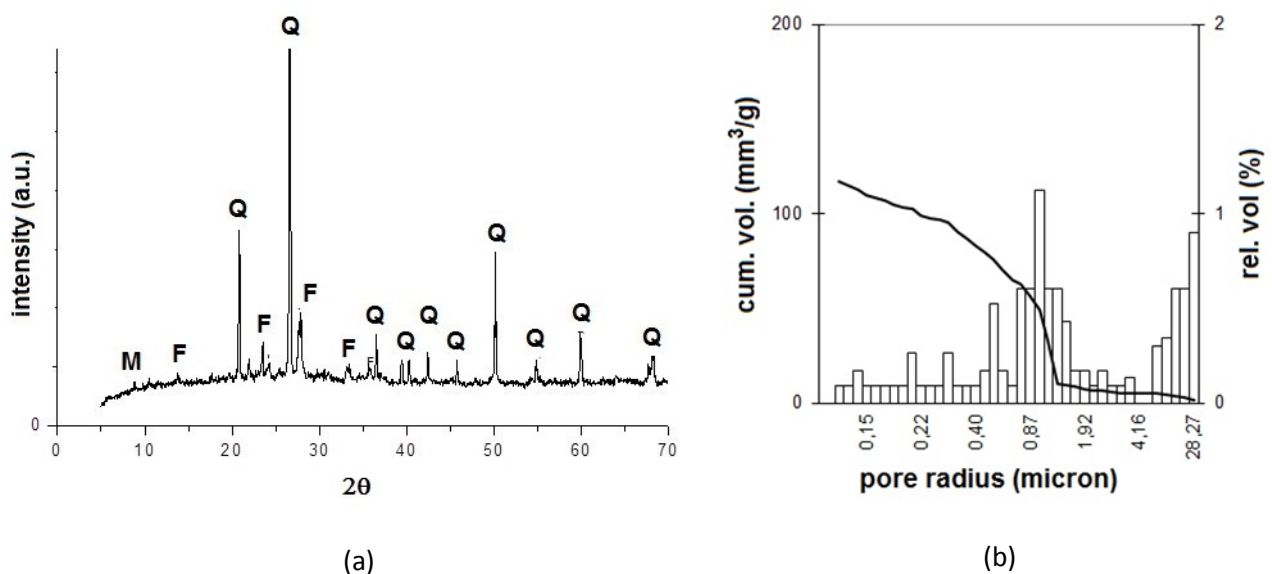 Q
Q
Q
F
F
Q
Q
Q
Q
Q
Q
M
F
F
F
Q
intensity (a.u.)
0
0
10
20
30
40
50
60
70
2θ
(a)
200
100
0
2
1
0
cum. vol. (mm³/g)
rel. vol (%)
0,15
0,22
0,40
0,87
1,92
4,16
28,27
pore radius (micron)
(b)